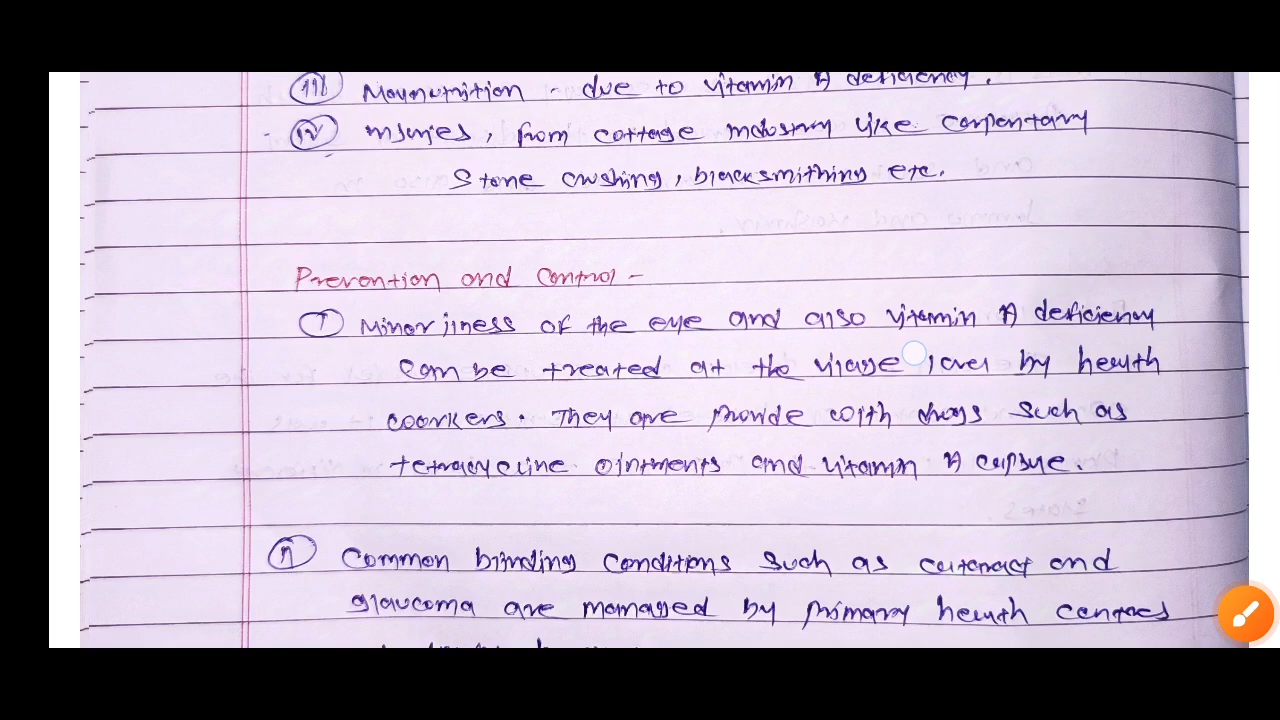 (iii) Malnutrition - due to vitamin A deficiency.
(iv) Injuries, from cottage industry like carpentary
Stone crushing, blacksmithing etc.
Prevention and Control -
(I) Minor illness of the eye and also vitamin A deficiency
can be treated at the village level by health
workers. They are provide with drugs such as
tetracycline ointments and vitamin A capsule.
(II) Common blinding conditions such as cataract and
glaucoma are managed by primary health